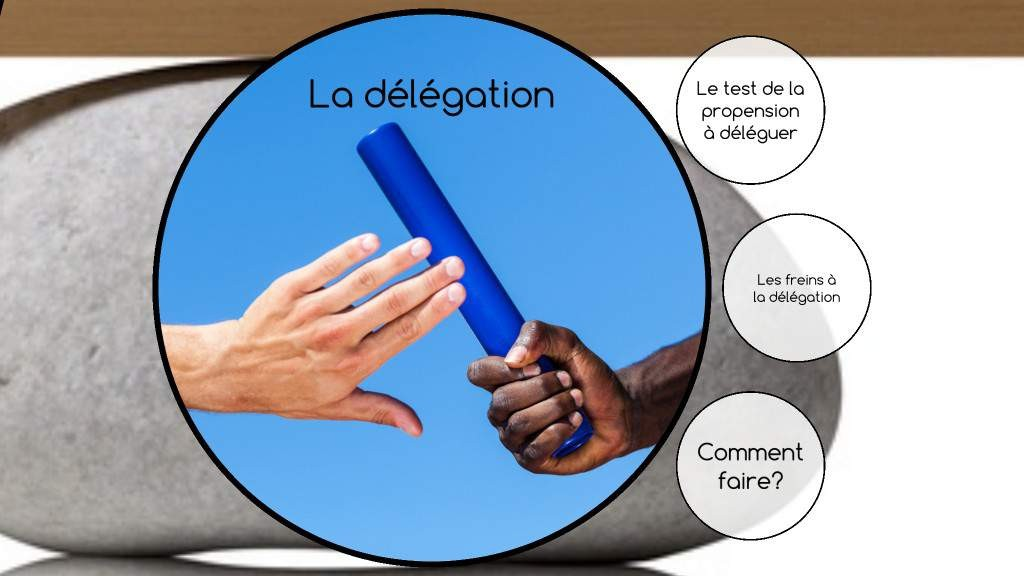 La délégation
Le test de la
propension
à déléguer
Les freins à
la délégation
Comment
faire?